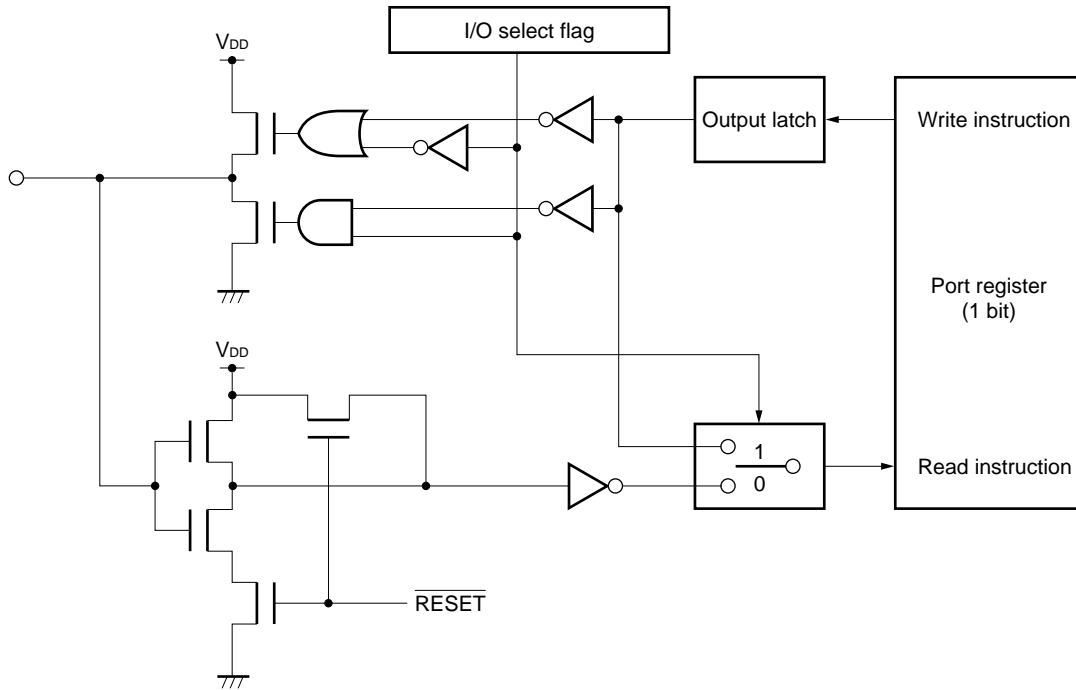 I/O select flag
VDD
Output latch
Write instruction
Port register
(1 bit)
VDD
1
0
Read instruction
RESET